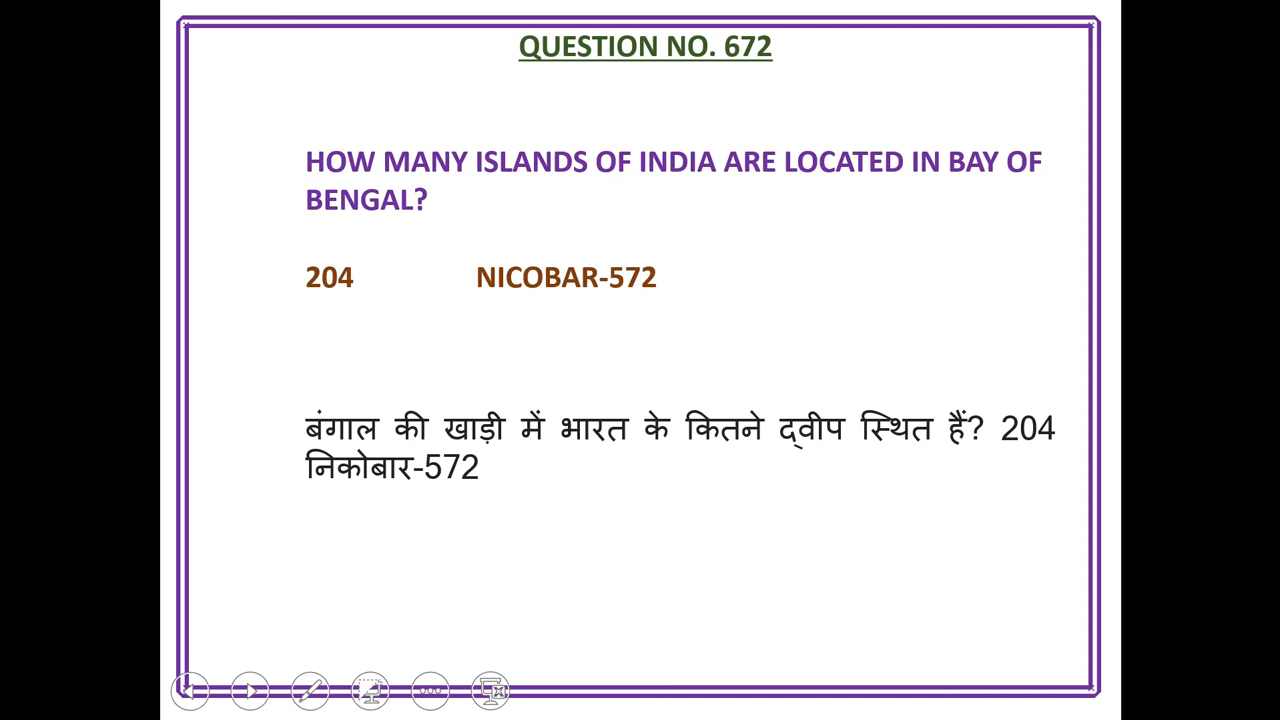 QUESTION NO. 672
HOW MANY ISLANDS OF INDIA ARE LOCATED IN BAY OF
BENGAL?
204 NICOBAR-572
बंगाल की खाड़ी में भारत के कितने द्वीप स्थित हैं? 204
निकोबार-572